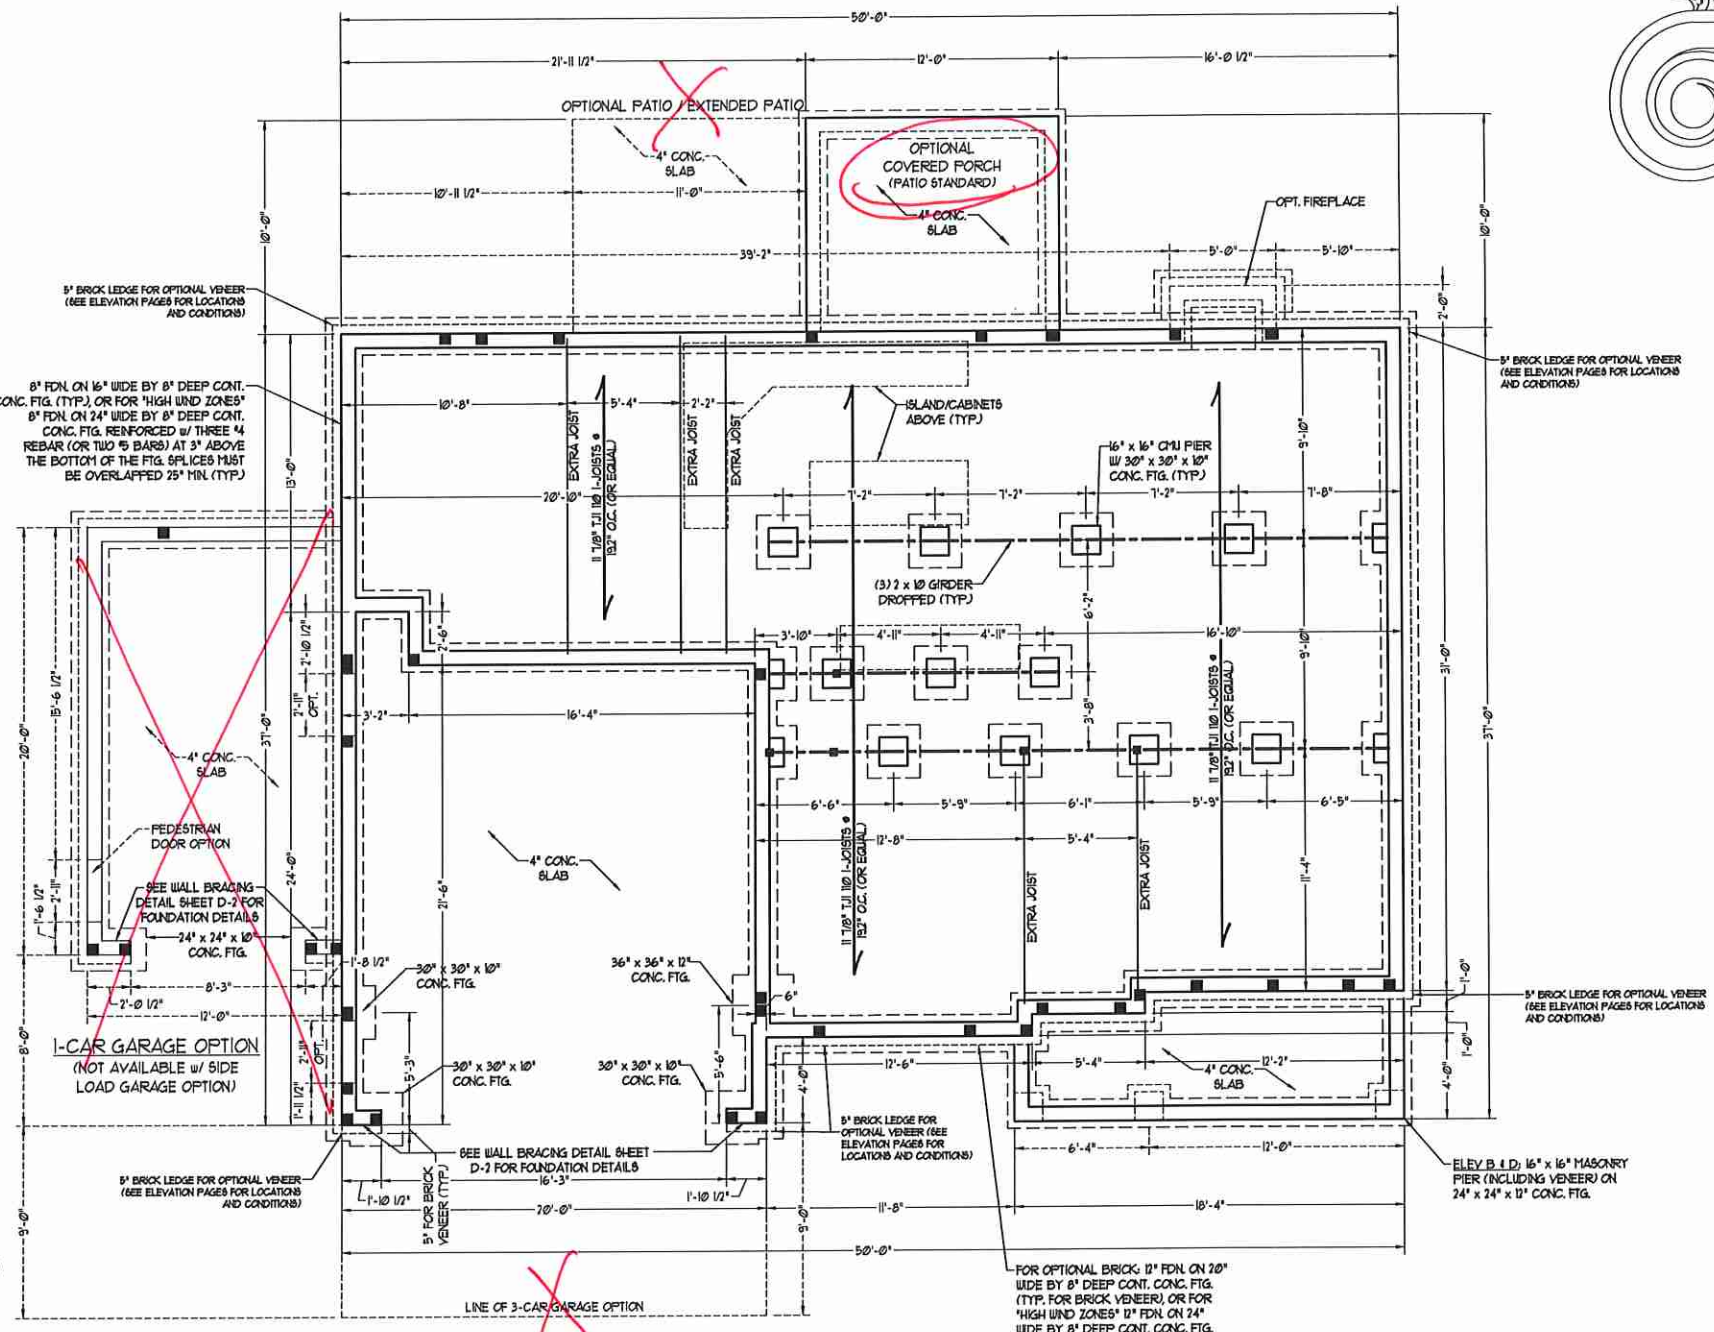 50'-0"
21'-11 1/2"
12'-0"
16'-0 1/2"
OPTIONAL PATIO / EXTENDED PATIO
4" CONC.
SLAB
10'-11 1/2"
11'-0"
OPTIONAL
COVERED PORCH
(PATIO STANDARD)
4" CONC.
SLAB
OPT. FIREPLACE
10'-0"
10'-0"
39'-2"
5'-0"
5'-10"
2'-0"
5" BRICK LEDGE FOR OPTIONAL VENEER
(SEE ELEVATION PAGES FOR LOCATIONS
AND CONDITIONS)
5" BRICK LEDGE FOR OPTIONAL VENEER
(SEE ELEVATION PAGES FOR LOCATIONS
AND CONDITIONS)
8" FDN. ON 16" WIDE BY 8" DEEP CONT.
CONC. FTG. (TYP.), OR FOR "HIGH WIND ZONES"
8" FDN. ON 24" WIDE BY 8" DEEP CONT.
CONC. FTG. REINFORCED w/ THREE #4
REBAR (OR TWO #5 BARS) AT 3" ABOVE
THE BOTTOM OF THE FTG. SPLICES MUST
BE OVERLAPPED 25" MIN. (TYP.)
10'-8"
5'-4"
2'-2"
ISLAND/CABINETS
ABOVE (TYP.)
EXTRA JOIST
EXTRA JOIST
EXTRA JOIST
11 7/8" TJI 110 I-JOISTS @
19.2" O.C. (OR EQUAL)
16" x 16" CMU PIER
W/ 30" x 30" x 10"
CONC. FTG. (TYP.)
9'-10"
13'-0"
20'-10"
7'-2"
7'-2"
7'-2"
7'-8"
(3) 2 x 10 GIRDER
DROPPED (TYP.)
6'-2"
3'-10"
4'-11"
4'-11"
16'-10"
9'-10"
2'-6"
2'-10 1/2"
2'-11"
OPT.
3'-2"
16'-4"
3'-8"
31'-0"
37'-0"
37'-0"
15'-6 1/2"
20'-0"
4" CONC.
SLAB
11 7/8" TJI 110 I-JOISTS @
19.2" O.C. (OR EQUAL)
11 7/8" TJI 110 I-JOISTS @
19.2" O.C. (OR EQUAL)
6'-6"
5'-9"
6'-1"
5'-9"
6'-5"
PEDESTRIAN
DOOR OPTION
12'-8"
5'-4"
11'-4"
4" CONC.
SLAB
EXTRA JOIST
EXTRA JOIST
24'-0"
21'-6"
2'-11"
1'-6 1/2"
SEE WALL BRACING
DETAIL SHEET D-2 FOR
FOUNDATION DETAILS
24" x 24" x 10"
CONC. FTG.
1'-8 1/2"
30" x 30" x 10"
CONC. FTG.
36" x 36" x 12"
CONC. FTG.
6"
8'-3"
2'-0 1/2"
12'-0"
1'-0"
5" BRICK LEDGE FOR OPTIONAL VENEER
(SEE ELEVATION PAGES FOR LOCATIONS
AND CONDITIONS)
1-CAR GARAGE OPTION
(NOT AVAILABLE w/ SIDE
LOAD GARAGE OPTION)
8'-0"
2'-11"
OPT.
1'-11 1/2"
5'-3"
30" x 30" x 10"
CONC. FTG.
30" x 30" x 10"
CONC. FTG.
5'-6"
4'-0"
12'-6"
5'-4"
12'-2"
4" CONC.
SLAB
1'-0"
4'-0"
5" BRICK LEDGE FOR
OPTIONAL VENEER (SEE
ELEVATION PAGES FOR
LOCATIONS AND CONDITIONS)
6'-4"
12'-0"
SEE WALL BRACING DETAIL SHEET
D-2 FOR FOUNDATION DETAILS
5" BRICK LEDGE FOR OPTIONAL VENEER
(SEE ELEVATION PAGES FOR LOCATIONS
AND CONDITIONS)
ELEV B & D: 16" x 16" MASONRY
PIER (INCLUDING VENEER) ON
24" x 24" x 12" CONC. FTG.
1'-10 1/2"
5" FOR BRICK
VENEER (TYP.)
16'-3"
1'-10 1/2"
20'-0"
11'-8"
18'-4"
9'-0"
9'-0"
50'-0"
LINE OF 3-CAR GARAGE OPTION
FOR OPTIONAL BRICK: 12" FDN. ON 20"
WIDE BY 8" DEEP CONT. CONC. FTG.
(TYP. FOR BRICK VENEER), OR FOR
"HIGH WIND ZONES" 12" FDN. ON 24"
WIDE BY 8" DEEP CONT. CONC. FTG.